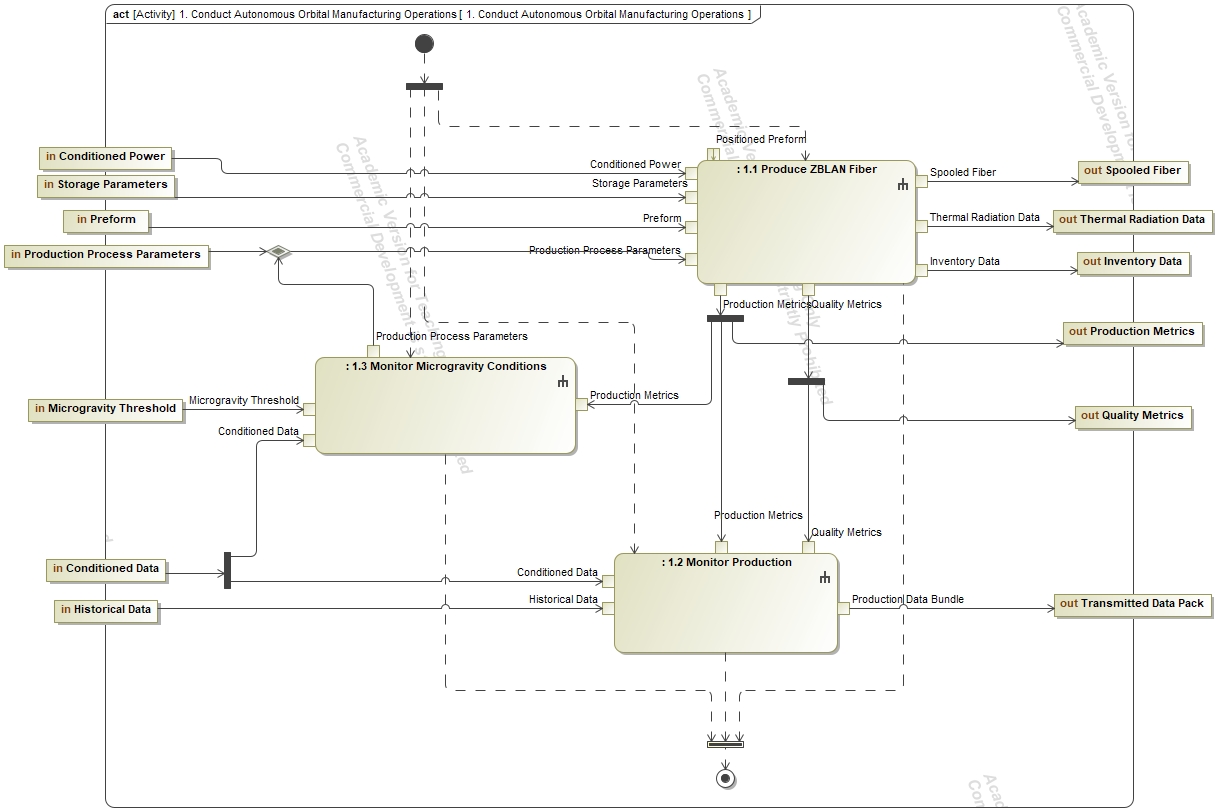 act [Activity] 1. Conduct Autonomous Orbital Manufacturing Operations [ 1. Conduct Autonomous Orbital Manufacturing Operations ]
Positioned Preform
in Conditioned Power
Conditioned Power
: 1.1 Produce ZBLAN Fiber
Spooled Fiber
out Spooled Fiber
in Storage Parameters
Storage Parameters
in Preform
Preform
Thermal Radiation Data
out Thermal Radiation Data
in Production Process Parameters
Production Process Parameters
Inventory Data
out Inventory Data
Production Metrics
Quality Metrics
out Production Metrics
Production Process Parameters
: 1.3 Monitor Microgravity Conditions
in Microgravity Threshold
Microgravity Threshold
Production Metrics
out Quality Metrics
Conditioned Data
Production Metrics
Quality Metrics
: 1.2 Monitor Production
in Conditioned Data
Conditioned Data
in Historical Data
Historical Data
Production Data Bundle
out Transmitted Data Pack
Academic Version for Teaching
Commercial Development
Academic Version for
Commercial Development